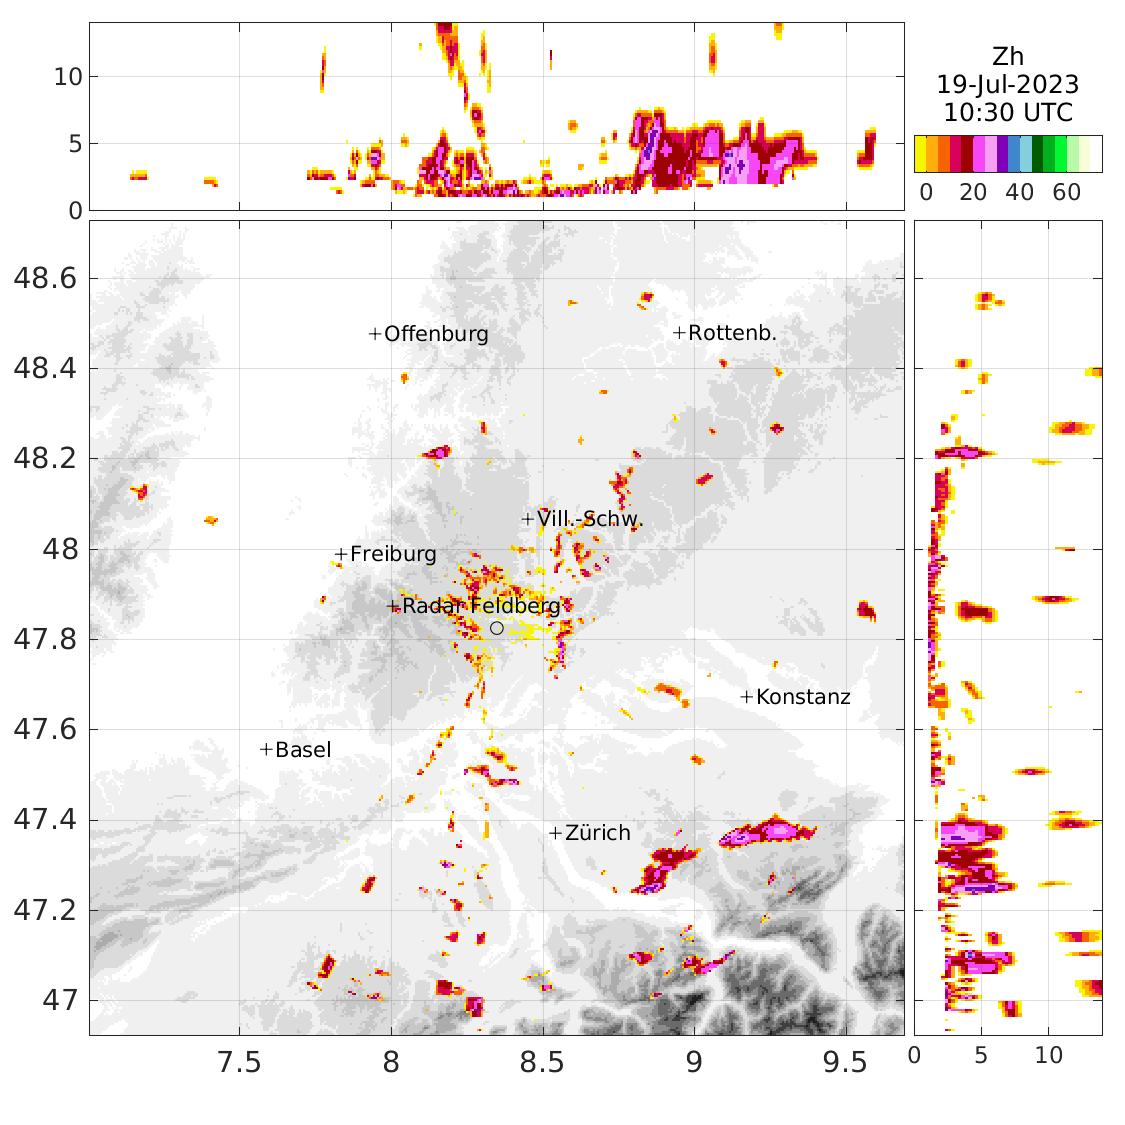 10
5
0
Zh
19-Jul-2023
10:30 UTC
0 20 40 60
48.6
48.4
48.2
48
47.8
47.6
47.4
47.2
47
+Offenburg
+Rottenb.
+Vill.-Schw.
+Freiburg
+Radar Feldberg
+Konstanz
+Basel
+Zürich
7.5 8 8.5 9 9.5
0 5 10